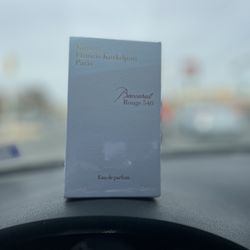 Maison
Francis Kurkdjian
Paris
Baccarat
Rouge 540
Eau de parfum